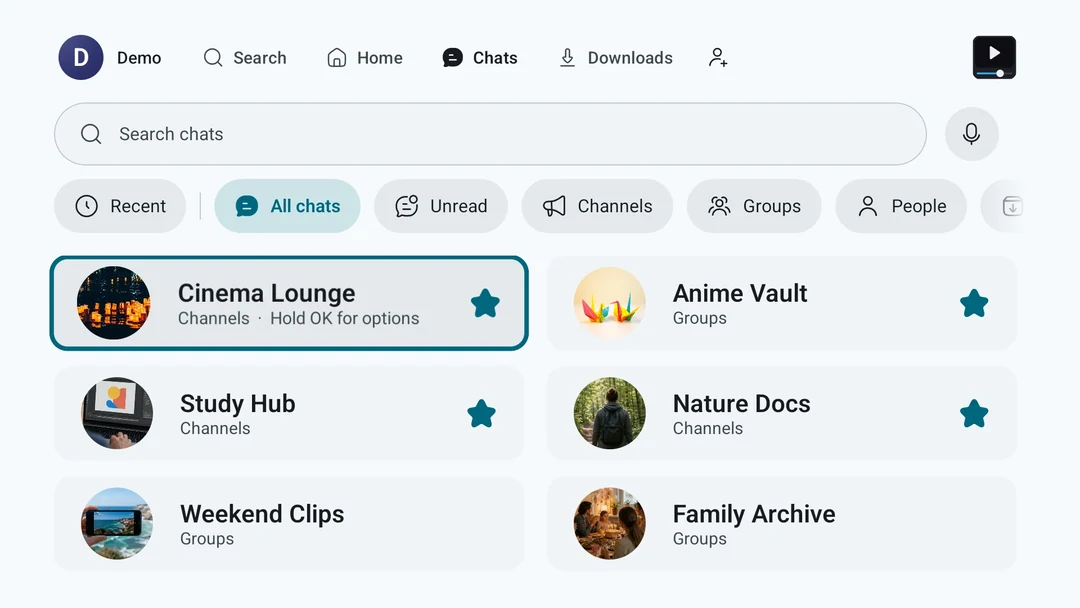 D Demo Search Home Chats Downloads
Search chats
Recent All chats Unread Channels Groups People
Cinema Lounge
Channels · Hold OK for options
Anime Vault
Groups
Study Hub
Channels
Nature Docs
Channels
Weekend Clips
Groups
Family Archive
Groups